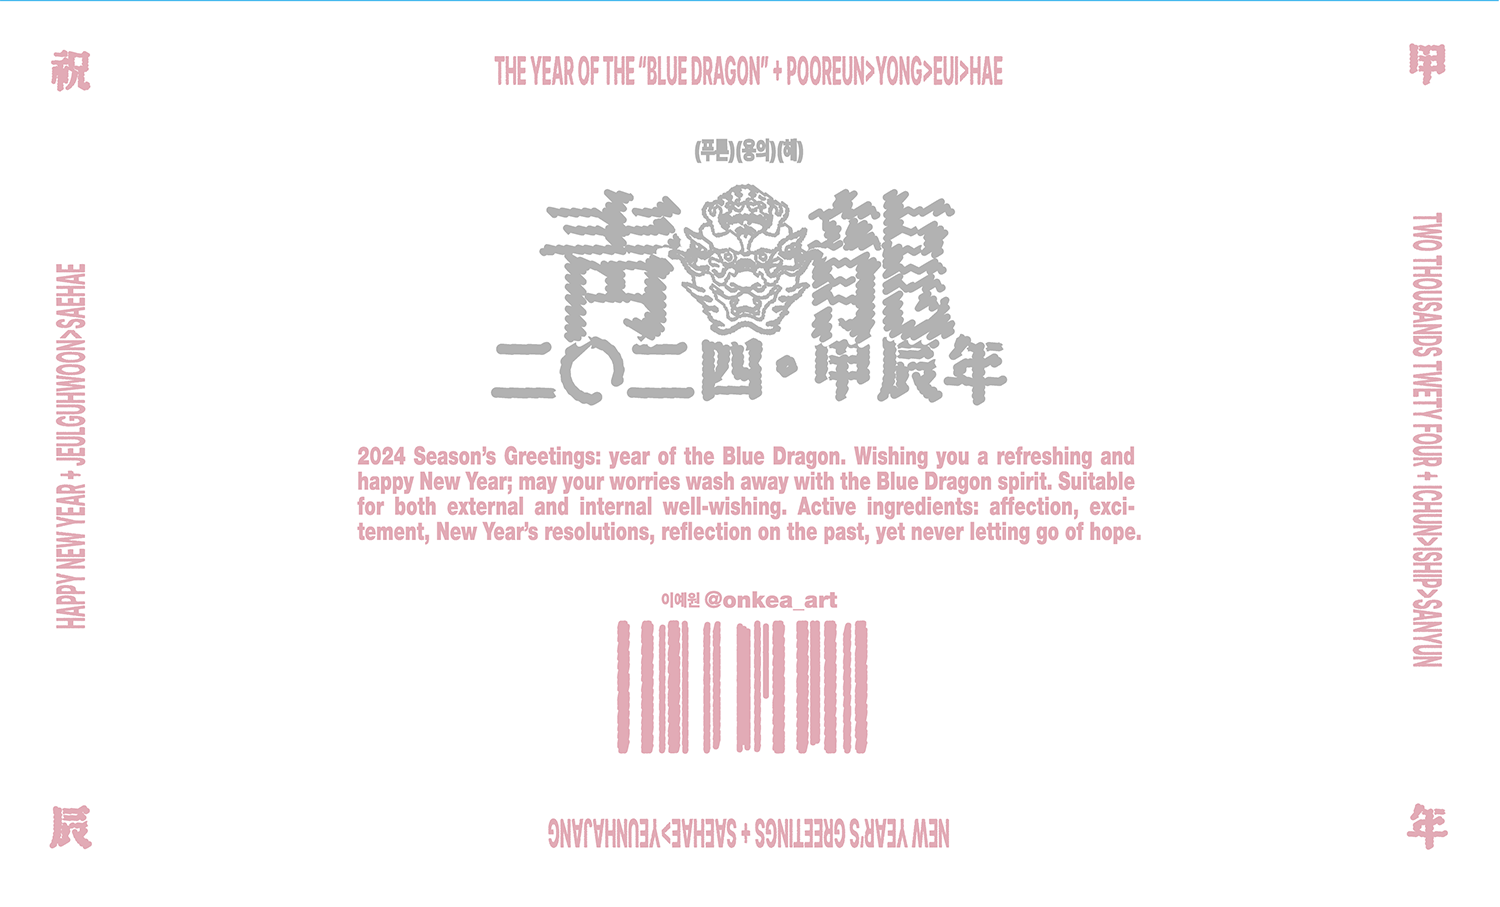 祝
THE YEAR OF THE “BLUE DRAGON” + POOREUN>YONG>EUI>HAE
甲
(푸른)(용의)(해)
靑龍
二〇二四·甲辰年
HAPPY NEW YEAR + JEULGUHWOON>SAEHAE
TWO THOUSANDS TWETY FOUR + ICHUN>ISHIP>SANYUN
2024 Season’s Greetings: year of the Blue Dragon. Wishing you a refreshing and
happy New Year; may your worries wash away with the Blue Dragon spirit. Suitable
for both external and internal well-wishing. Active ingredients: affection, exci-
tement, New Year’s resolutions, reflection on the past, yet never letting go of hope.
이예원 @onkea_art
辰
NEW YEAR’S GREETINGS + SAEHAE>YEUNHAJANG
年